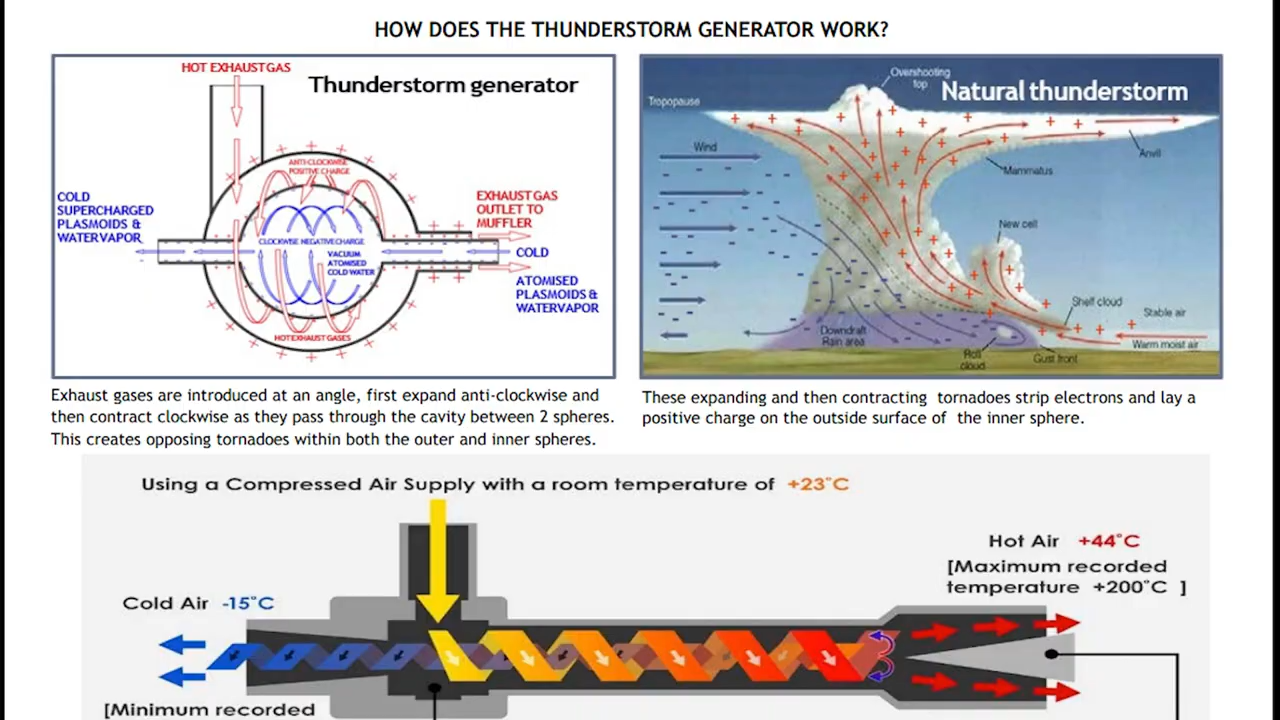 HOW DOES THE THUNDERSTORM GENERATOR WORK?
HOT EXHAUST GAS
Thunderstorm generator
ANTI-CLOCKWISE
POSITIVE CHARGE
COLD
SUPERCHARGED
PLASMOIDS &
WATERVAPOR
EXHAUST GAS
OUTLET TO
MUFFLER
CLOCKWISE NEGATIVE CHARGE
VACUUM
ATOMISED
COLD WATER
COLD
ATOMISED
PLASMOIDS &
WATERVAPOR
HOT EXHAUST GASES
Overshooting
top
Natural thunderstorm
Tropopause
Wind
Anvil
Mammatus
New cell
Shelf cloud
Stable air
Downdraft
Rain area
Warm moist air
Roll
cloud
Gust front
Exhaust gases are introduced at an angle, first expand anti-clockwise and
then contract clockwise as they pass through the cavity between 2 spheres.
This creates opposing tornadoes within both the outer and inner spheres.
These expanding and then contracting tornadoes strip electrons and lay a
positive charge on the outside surface of the inner sphere.
Using a Compressed Air Supply with a room temperature of +23°C
Hot Air +44°C
[Maximum recorded
temperature +200°C ]
Cold Air -15°C
[Minimum recorded